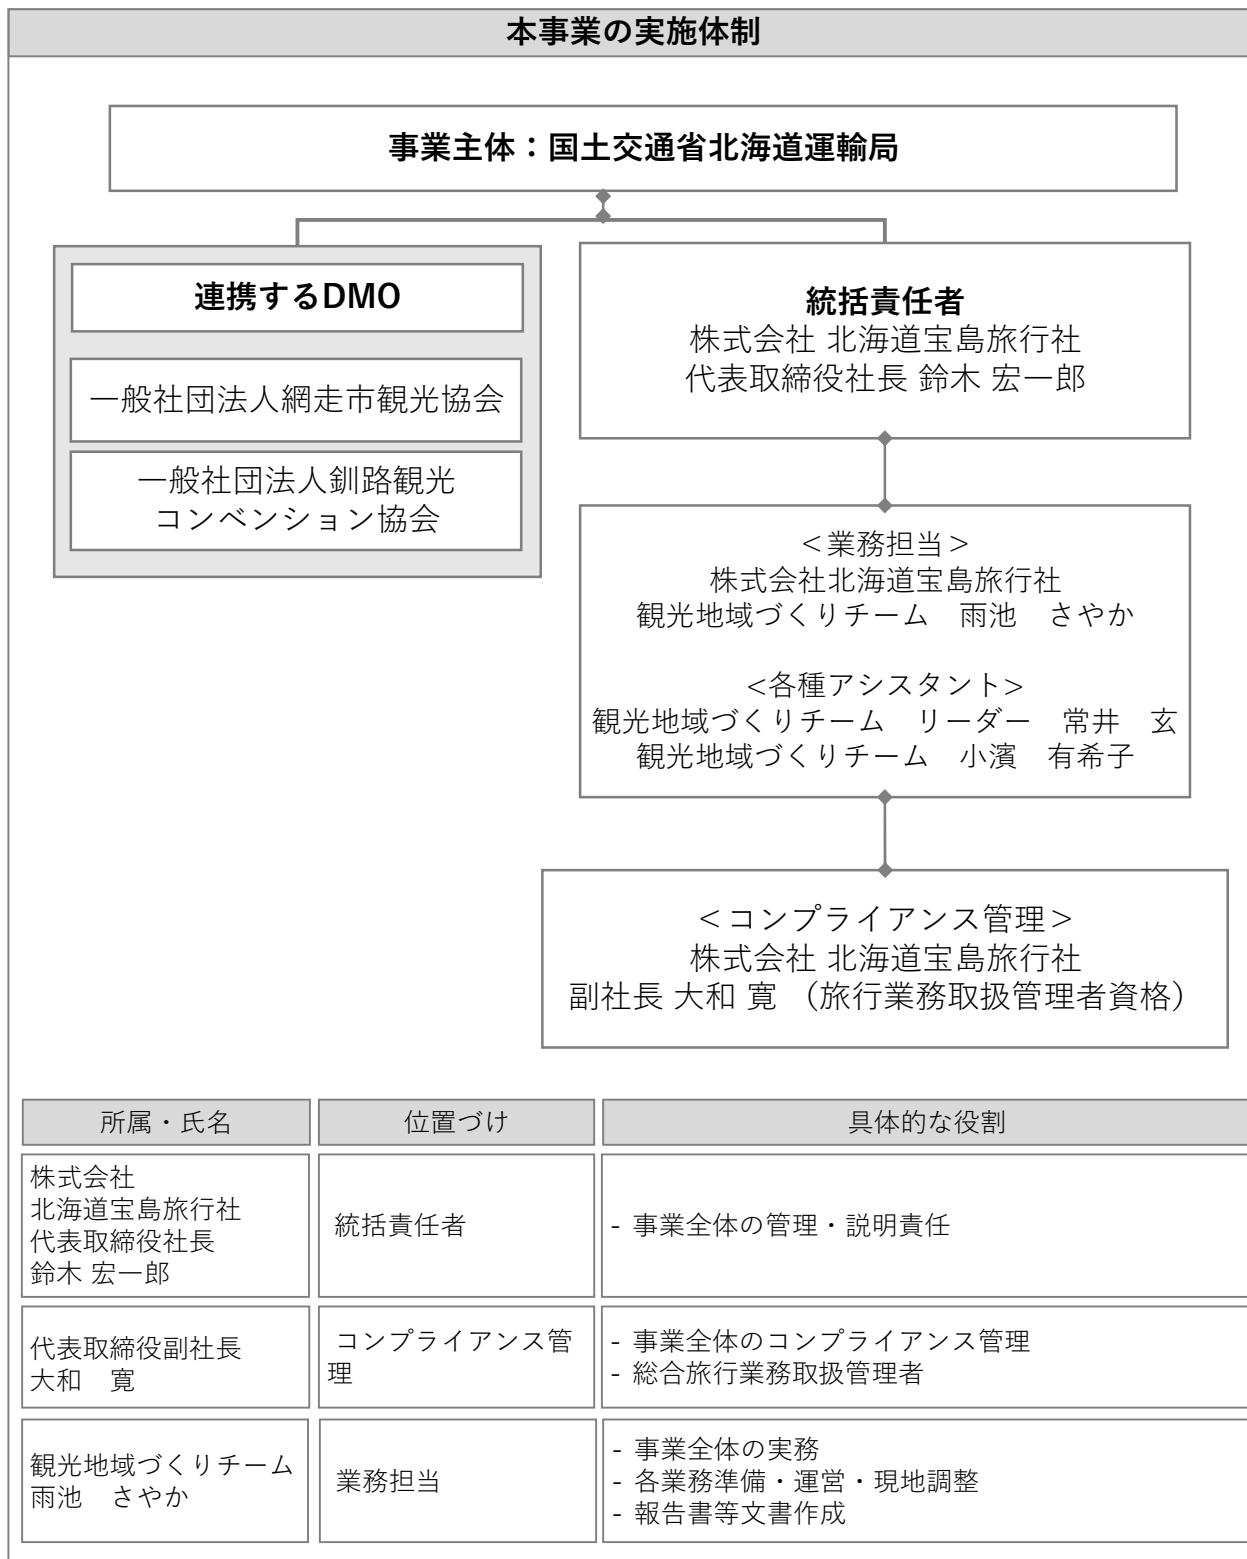 本事業の実施体制
事業主体：国土交通省北海道運輸局
連携するDMO
一般社団法人網走市観光協会
一般社団法人釧路観光
コンベンション協会
統括責任者
株式会社 北海道宝島旅行社
代表取締役社長 鈴木 宏一郎
＜業務担当＞
株式会社北海道宝島旅行社
観光地域づくりチーム　雨池　さやか
<各種アシスタント>
観光地域づくりチーム　リーダー　常井　玄
観光地域づくりチーム　小濱　有希子
＜コンプライアンス管理＞
株式会社 北海道宝島旅行社
副社長 大和 寛 （旅行業務取扱管理者資格）
所属・氏名
位置づけ
具体的な役割
株式会社
北海道宝島旅行社
代表取締役社長
鈴木 宏一郎
統括責任者
- 事業全体の管理・説明責任
代表取締役副社長
大和　寛
コンプライアンス管
理
- 事業全体のコンプライアンス管理
- 総合旅行業務取扱管理者
観光地域づくりチーム
雨池　さやか
業務担当
- 事業全体の実務
- 各業務準備・運営・現地調整
- 報告書等文書作成